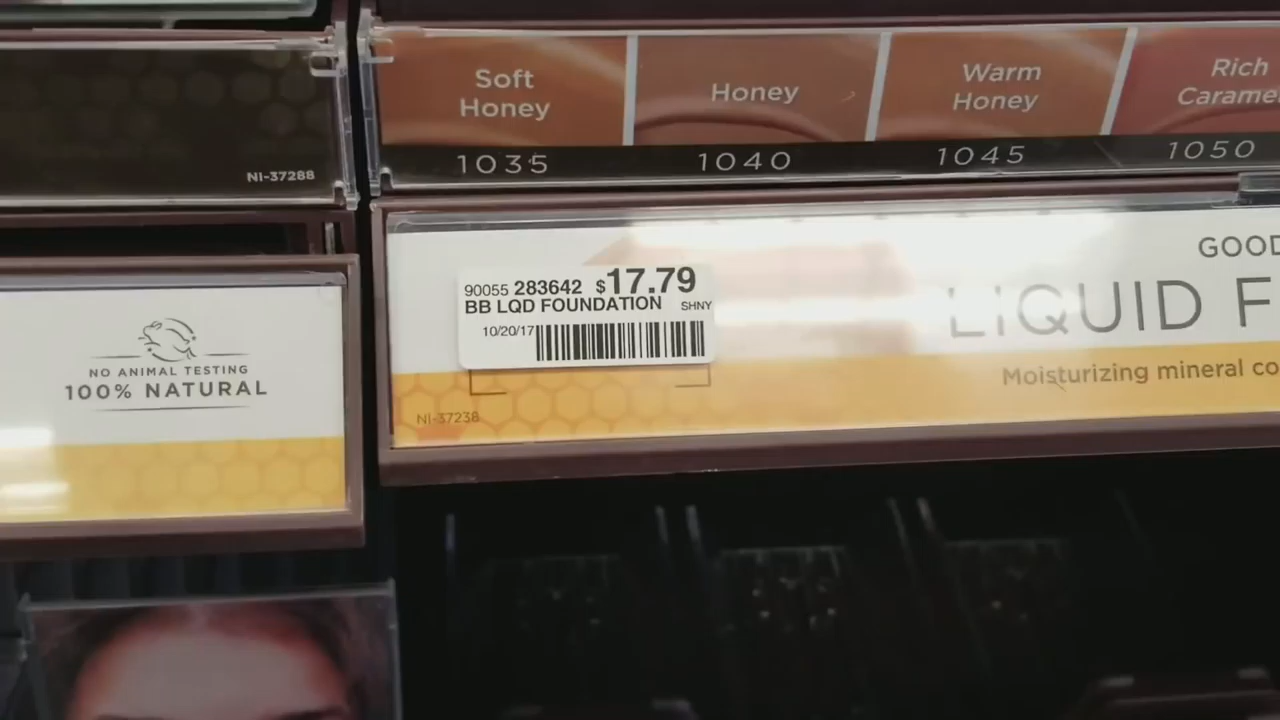 Soft
Honey
Honey
Warm
Honey
Rich
Carame
1035
1040
1045
1050
NI-37288
GOOD
LIQUID F
Moisturizing mineral co
90055 283642 $17.79
BB LQD FOUNDATION SHNY
10/20/17
NI-37238
NO ANIMAL TESTING
100% NATURAL